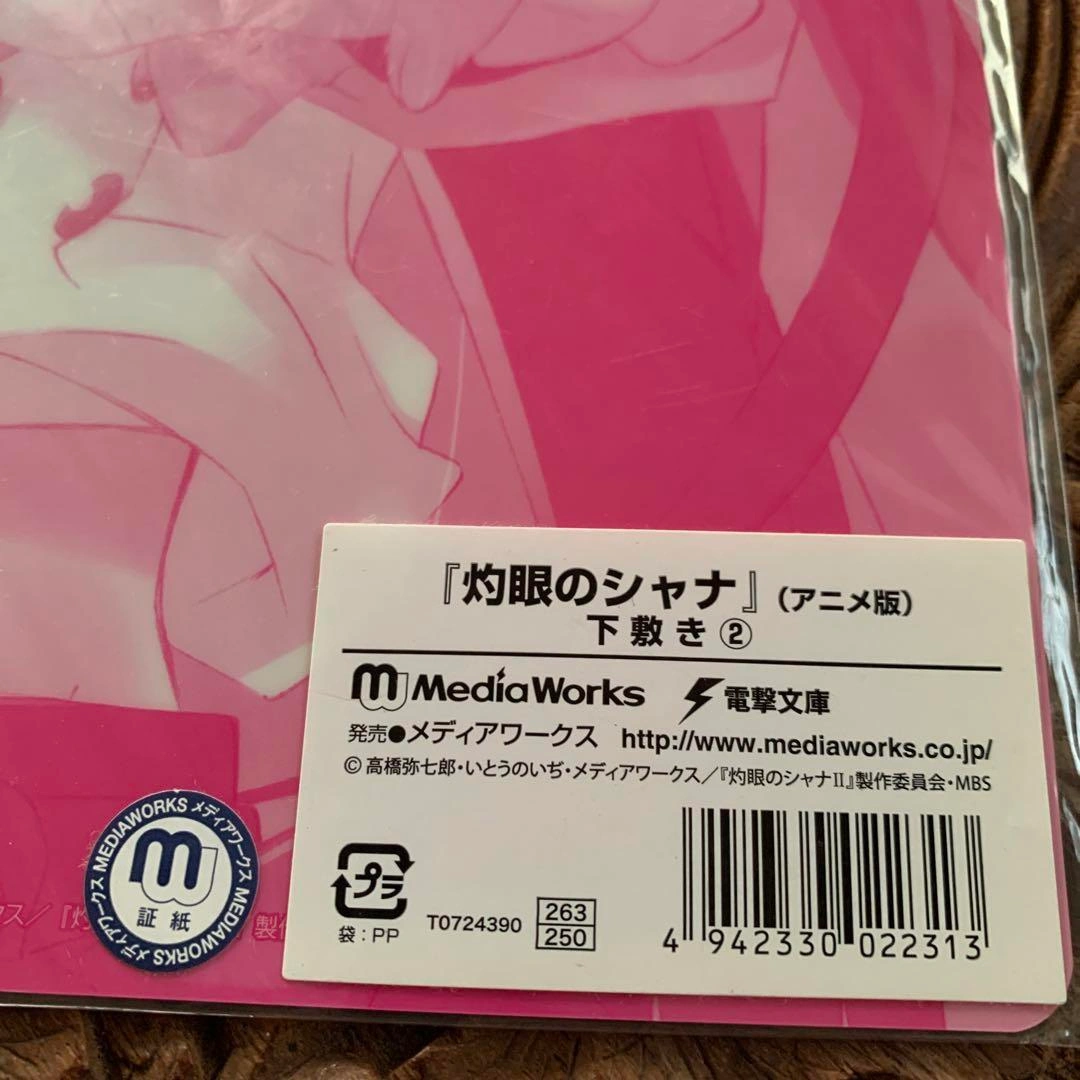 『灼眼のシャナ』(アニメ版)
下敷き②
MediaWorks 電撃文庫
発売●メディアワークス http://www.mediaworks.co.jp/
©高橋弥七郎・いとうのいぢ・メディアワークス/『灼眼のシャナII』製作委員会・MBS
プラ
袋:PP
T0724390
263
250
4 942330 022313
MEDIAWORKS メディアワークス MEDIAWORKS メディアワークス
証紙
クス/『灼
製作